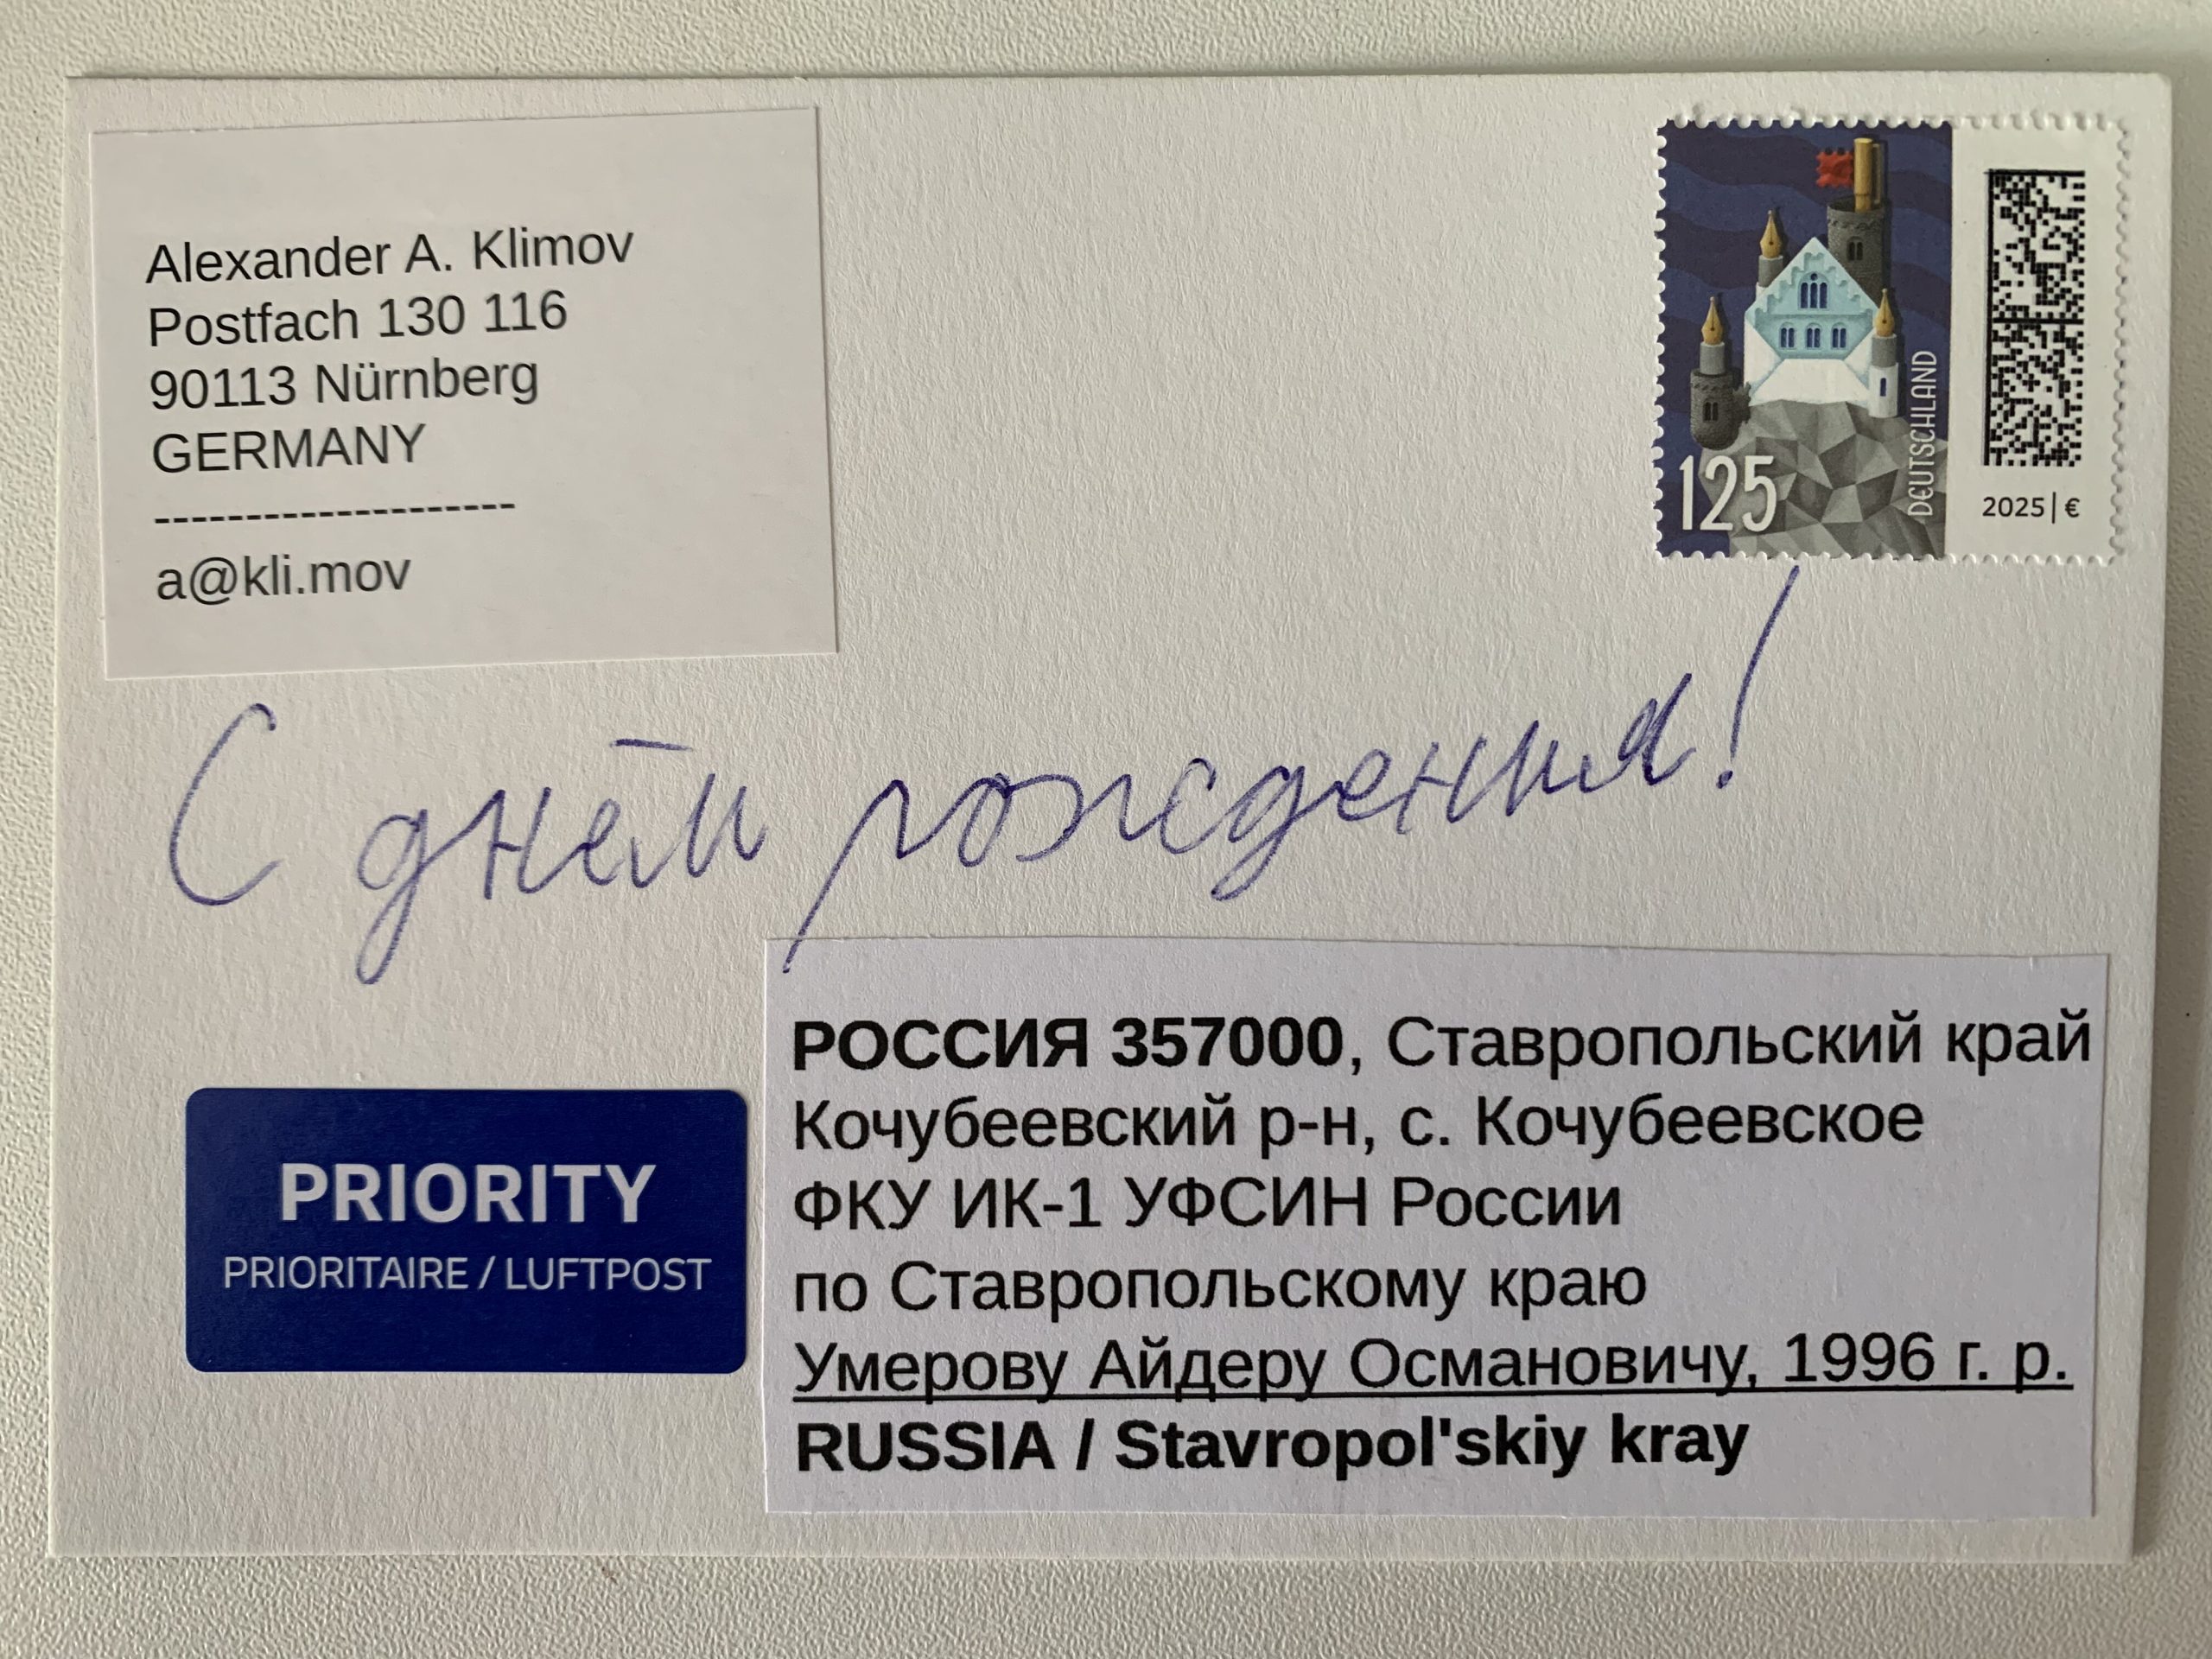 Alexander A. Klimov
Postfach 130 116
90113 Nürnberg
GERMANY
--------------------
a@kli.mov
125
DEUTSCHLAND
2025 | €
С днём рождения!
PRIORITY
PRIORITAIRE / LUFTPOST
РОССИЯ 357000, Ставропольский край
Кочубеевский р-н, с. Кочубеевское
ФКУ ИК-1 УФСИН России
по Ставропольскому краю
Умерову Айдеру Османовичу, 1996 г. р.
RUSSIA / Stavropol'skiy kray